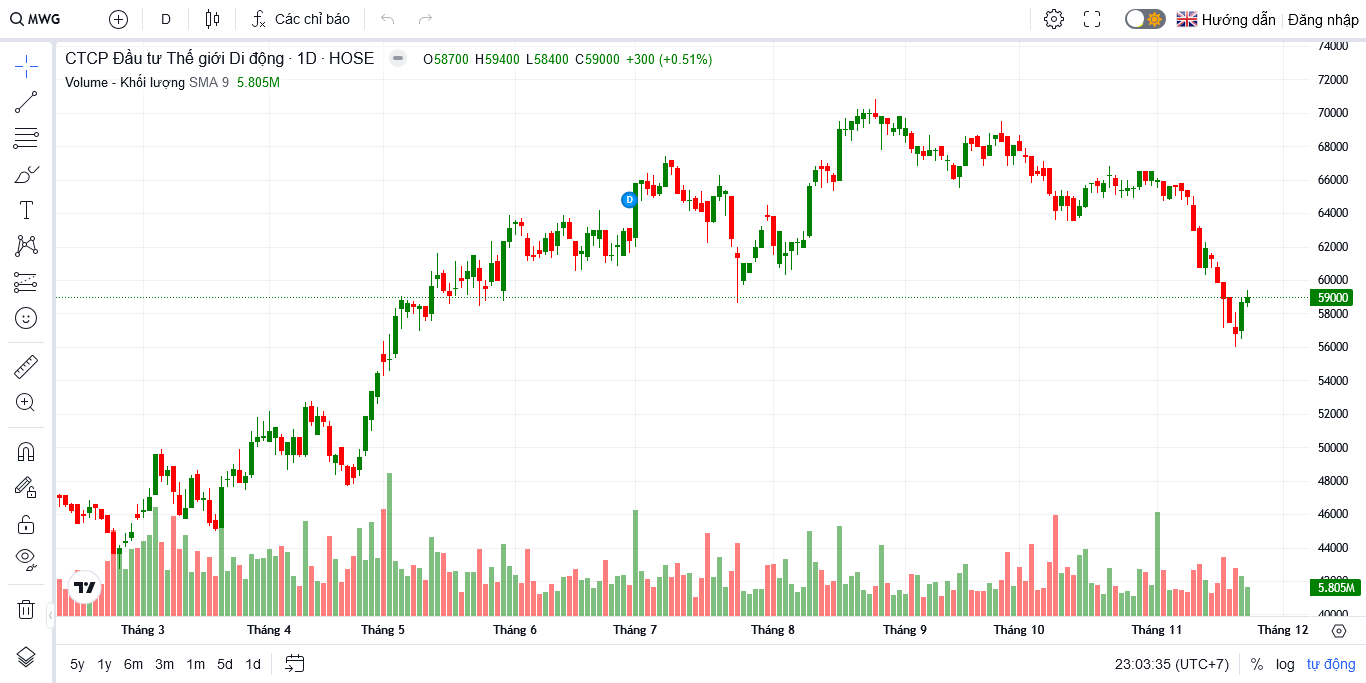 MWG D Các chỉ báo Hướng dẫn Đăng nhập
CTCP Đầu tư Thế giới Di động · 1D · HOSE O58700 H59400 L58400 C59000 +300 (+0.51%)
Volume - Khối lượng SMA 9 5.805M
74000
72000
70000
68000
66000
D
64000
62000
60000
59000
58000
56000
54000
52000
50000
48000
46000
44000
42000
5.805M
40000
Tháng 3 Tháng 4 Tháng 5 Tháng 6 Tháng 7 Tháng 8 Tháng 9 Tháng 10 Tháng 11 Tháng 12
5y 1y 6m 3m 1m 5d 1d 23:03:35 (UTC+7) % log tự động